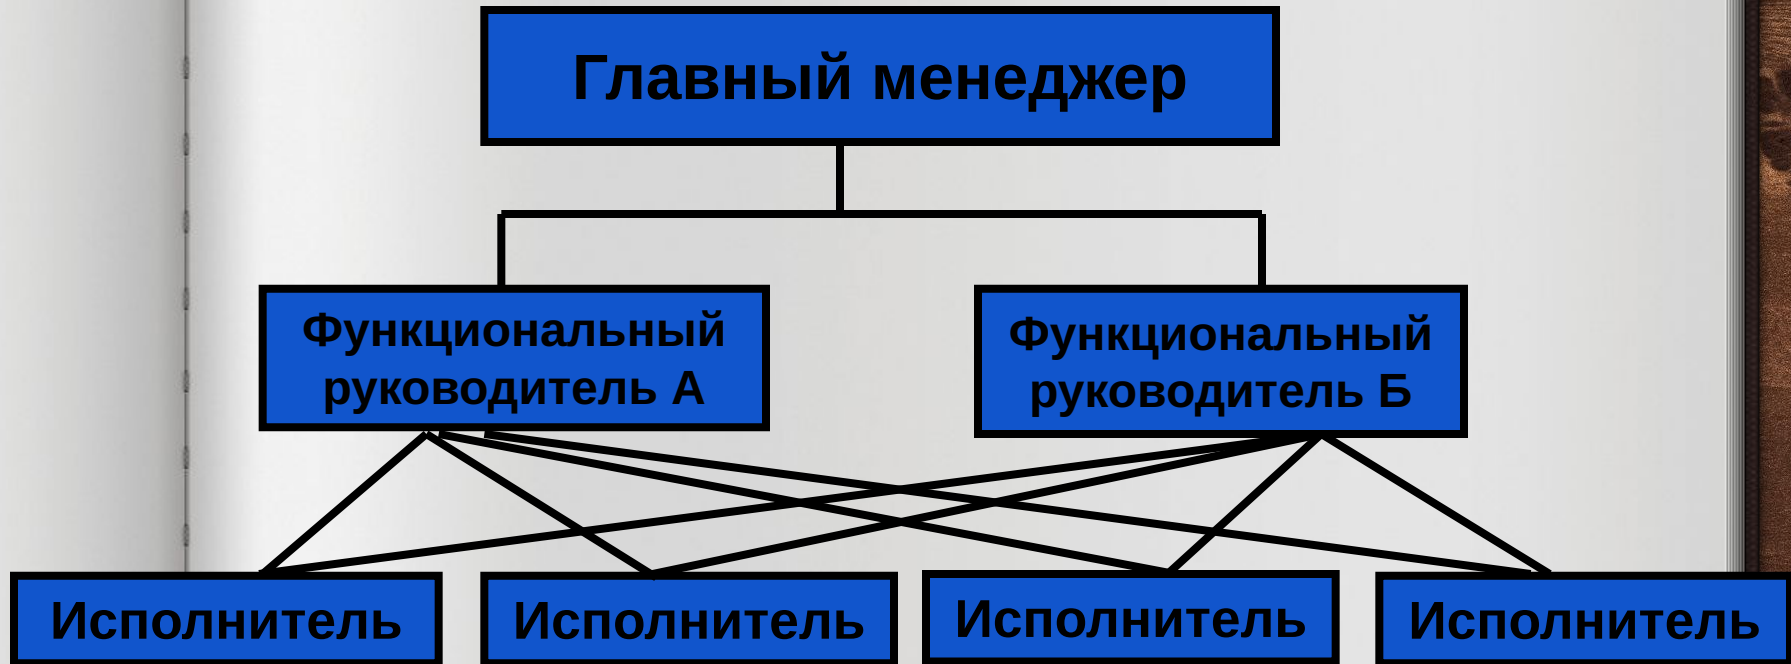 Главный менеджер
Функциональный
руководитель А
Функциональный
руководитель Б
Исполнитель
Исполнитель
Исполнитель
Исполнитель